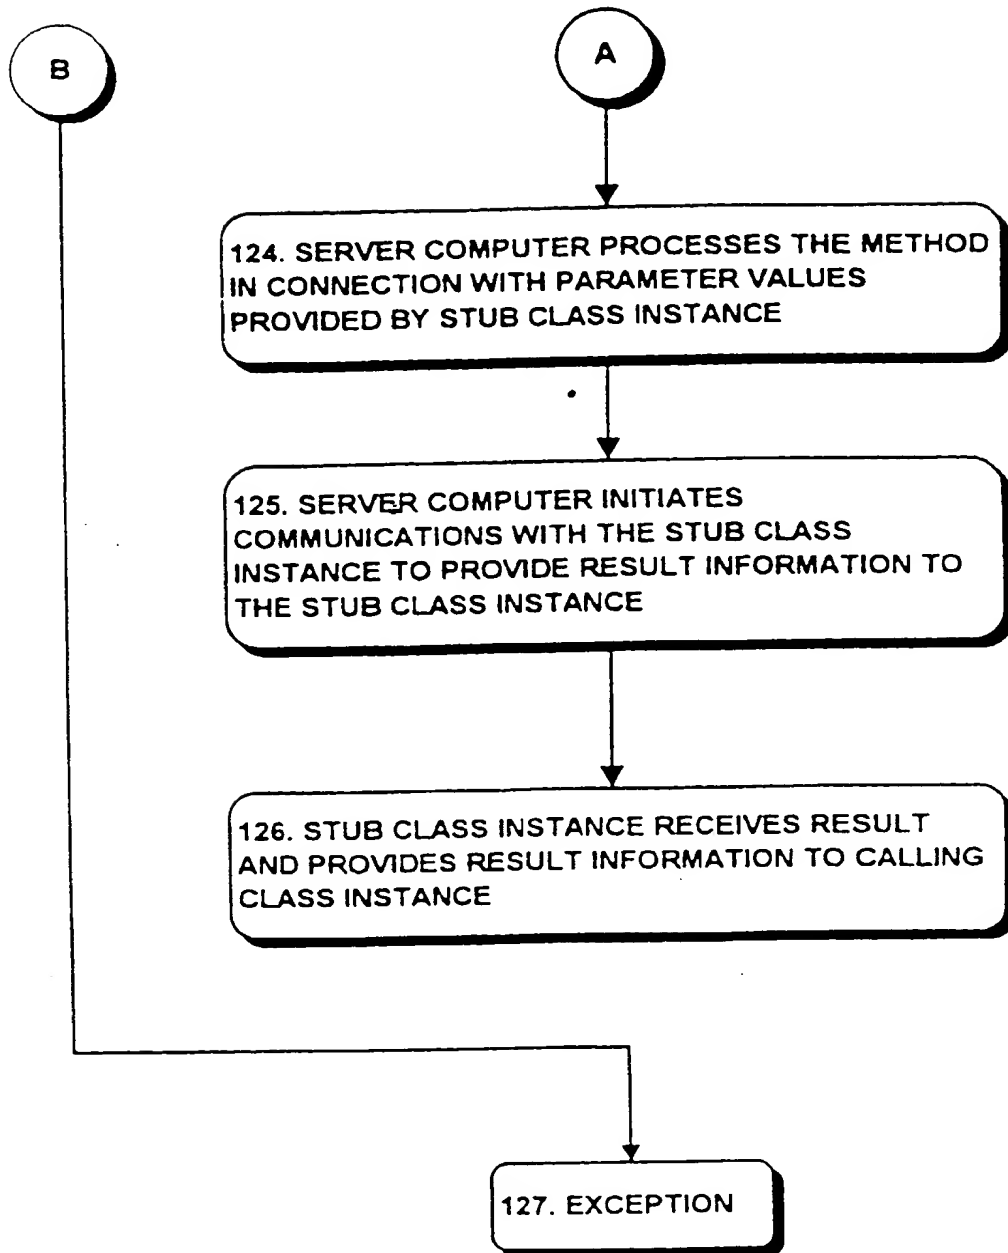 B
A
124. SERVER COMPUTER PROCESSES THE METHOD
IN CONNECTION WITH PARAMETER VALUES
PROVIDED BY STUB CLASS INSTANCE
125. SERVER COMPUTER INITIATES
COMMUNICATIONS WITH THE STUB CLASS
INSTANCE TO PROVIDE RESULT INFORMATION TO
THE STUB CLASS INSTANCE
126. STUB CLASS INSTANCE RECEIVES RESULT
AND PROVIDES RESULT INFORMATION TO CALLING
CLASS INSTANCE
127. EXCEPTION